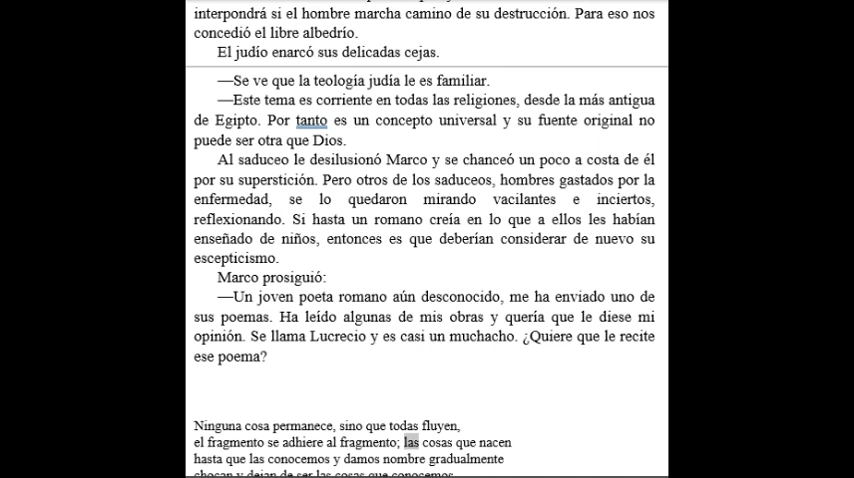 interpondrá si el hombre marcha camino de su destrucción. Para eso nos
concedió el libre albedrío.
El judío enarcó sus delicadas cejas.
—Se ve que la teología judía le es familiar.
—Este tema es corriente en todas las religiones, desde la más antigua
de Egipto. Por tanto es un concepto universal y su fuente original no
puede ser otra que Dios.
Al saduceo le desilusionó Marco y se chanceó un poco a costa de él
por su superstición. Pero otros de los saduceos, hombres gastados por la
enfermedad, se lo quedaron mirando vacilantes e inciertos,
reflexionando. Si hasta un romano creía en lo que a ellos les habían
enseñado de niños, entonces es que deberían considerar de nuevo su
escepticismo.
Marco prosiguió:
—Un joven poeta romano aún desconocido, me ha enviado uno de
sus poemas. Ha leído algunas de mis obras y quería que le diese mi
opinión. Se llama Lucrecio y es casi un muchacho. ¿Quiere que le recite
ese poema?
Ninguna cosa permanece, sino que todas fluyen,
el fragmento se adhiere al fragmento; las cosas que nacen
hasta que las conocemos y damos nombre gradualmente
chocan y dejan de ser las cosas que conocemos